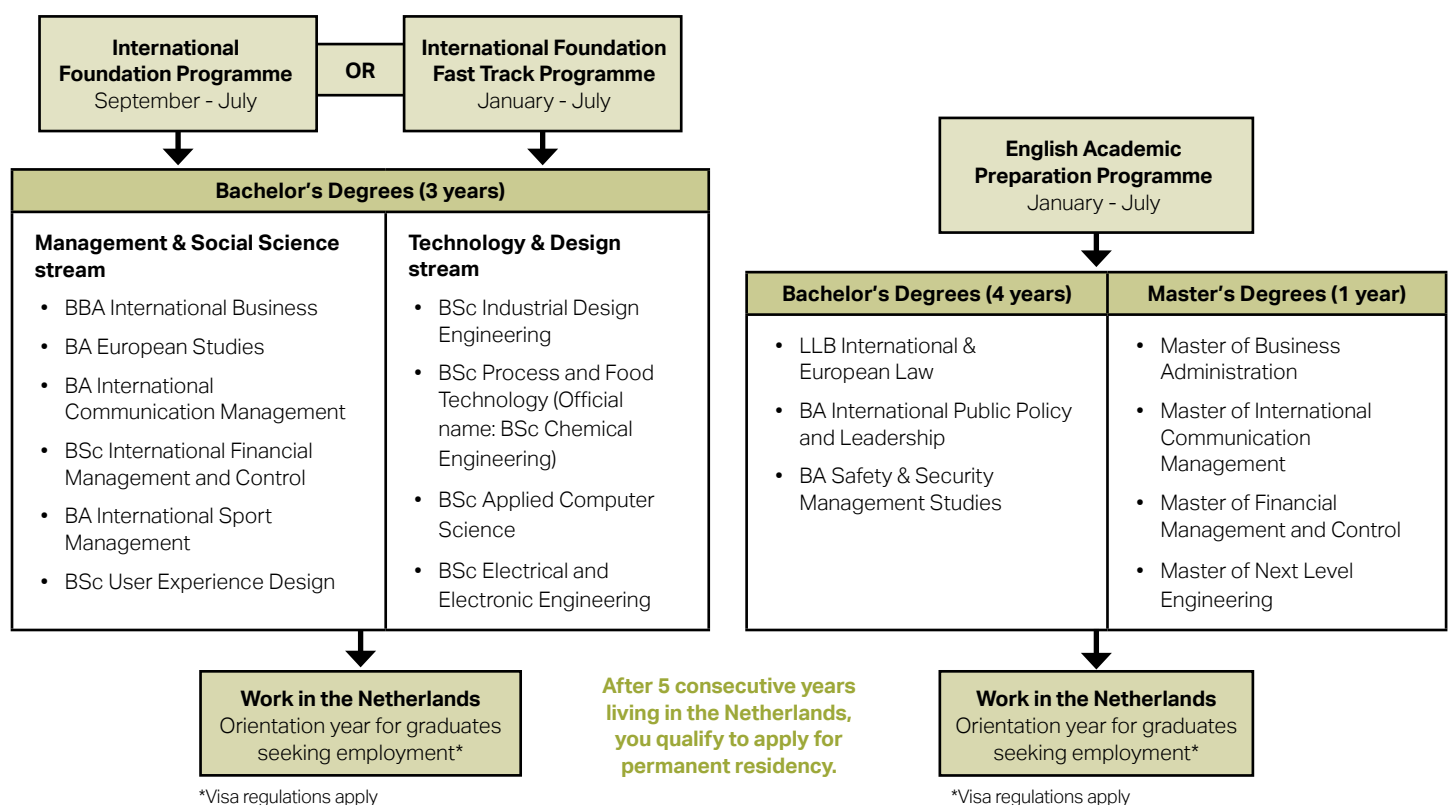 International
Foundation Programme
September - July
OR
International Foundation
Fast Track Programme
January - July
Bachelor's Degrees (3 years)
Management & Social Science
stream
• BBA International Business
• BA European Studies
• BA International
Communication Management
• BSc International Financial
Management and Control
• BA International Sport
Management
• BSc User Experience Design
Technology & Design
stream
• BSc Industrial Design
Engineering
• BSc Process and Food
Technology (Official
name: BSc Chemical
Engineering)
• BSc Applied Computer
Science
• BSc Electrical and
Electronic Engineering
Work in the Netherlands
Orientation year for graduates
seeking employment*
*Visa regulations apply
After 5 consecutive years
living in the Netherlands,
you qualify to apply for
permanent residency.
English Academic
Preparation Programme
January - July
Bachelor's Degrees (4 years)
• LLB International &
European Law
• BA International Public Policy
and Leadership
• BA Safety & Security
Management Studies
Master's Degrees (1 year)
• Master of Business
Administration
• Master of International
Communication
Management
• Master of Financial
Management and Control
• Master of Next Level
Engineering
Work in the Netherlands
Orientation year for graduates
seeking employment*
*Visa regulations apply